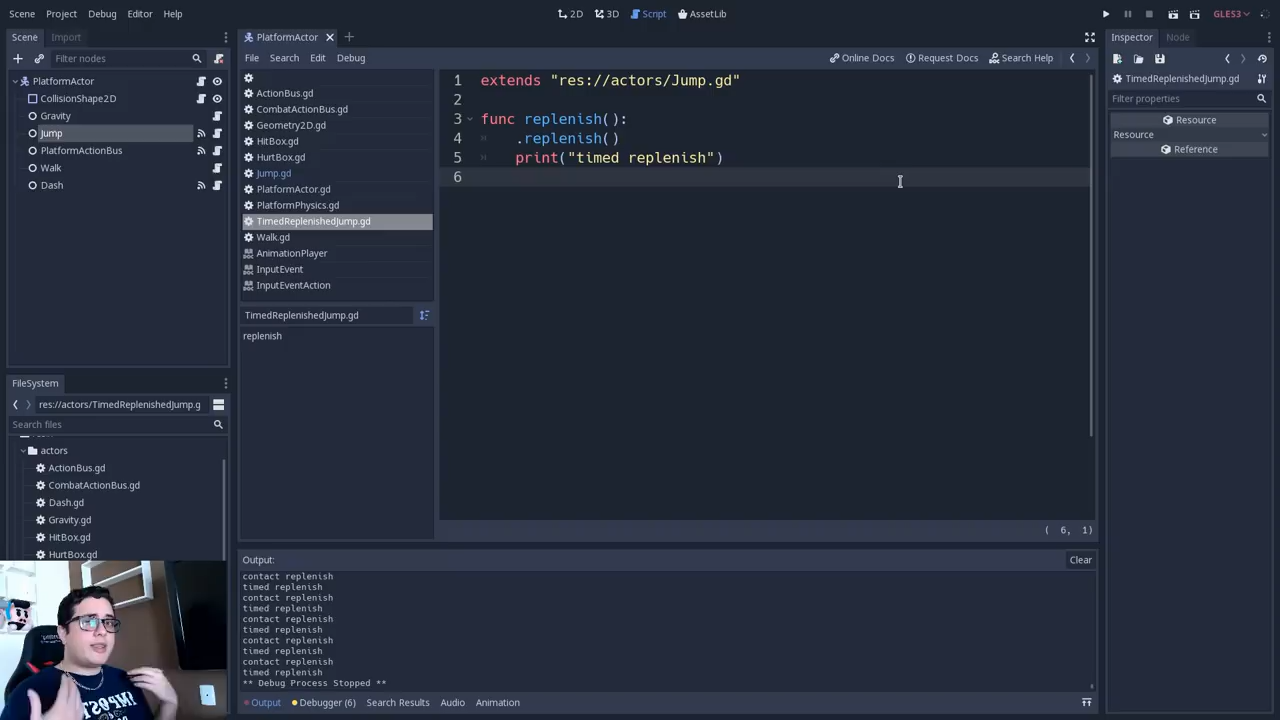 Scene Project Debug Editor Help
2D 3D Script AssetLib
GLES3
Scene Import
Filter nodes
PlatformActor
CollisionShape2D
Gravity
Jump
PlatformActionBus
Walk
Dash
FileSystem
res://actors/TimedReplenishedJump.g
Search files
actors
ActionBus.gd
CombatActionBus.gd
Dash.gd
Gravity.gd
HitBox.gd
HurtBox.gd
PlatformActor
File Search Edit Debug
Online Docs Request Docs Search Help
ActionBus.gd
CombatActionBus.gd
Geometry2D.gd
HitBox.gd
HurtBox.gd
Jump.gd
PlatformActor.gd
PlatformPhysics.gd
TimedReplenishedJump.gd
Walk.gd
AnimationPlayer
InputEvent
InputEventAction
TimedReplenishedJump.gd
replenish
1 extends "res://actors/Jump.gd"
2
3 func replenish():
4 .replenish()
5 print("timed replenish")
6
( 6, 1)
Output:
Clear
contact replenish
timed replenish
contact replenish
timed replenish
contact replenish
timed replenish
contact replenish
timed replenish
contact replenish
timed replenish
** Debug Process Stopped **
Output Debugger (6) Search Results Audio Animation
Inspector Node
TimedReplenishedJump.gd
Filter properties
Resource
Resource
Reference